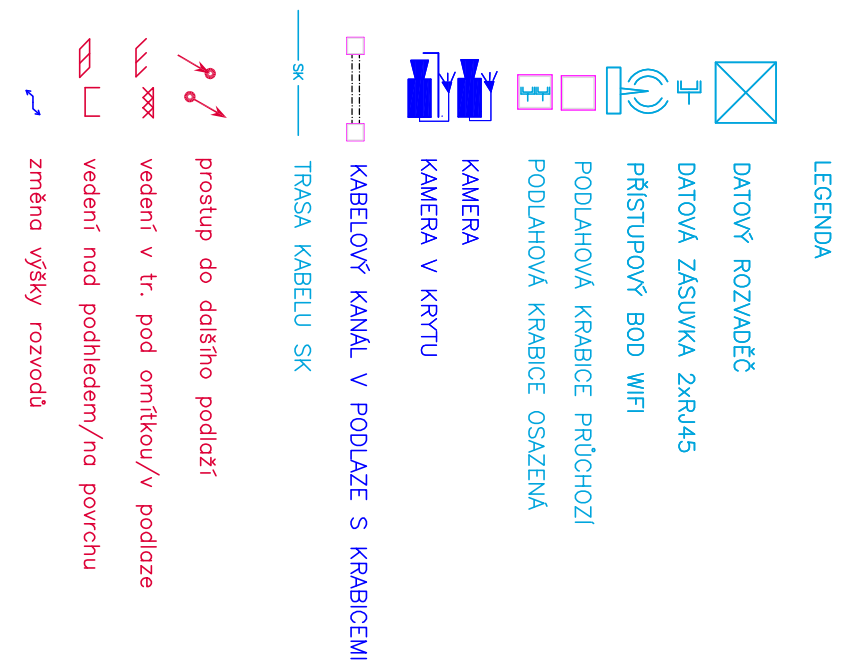 LEGENDA
DATOVÝ ROZVADĚČ
DATOVÁ ZÁSUVKA 2xRJ45
PŘÍSTUPOVÝ BOD WIFI
PODLAHOVÁ KRABICE PRŮCHOZÍ
PODLAHOVÁ KRABICE OSAZENÁ
KAMERA
KAMERA V KRYTU
KABELOVÝ KANÁL V PODLAZE S KRABICEMI
SK TRASA KABELU SK
prostup do dalšího podlaží
vedení v tr. pod omítkou/v podlaze
vedení nad podhledem/na povrchu
změna výšky rozvodů